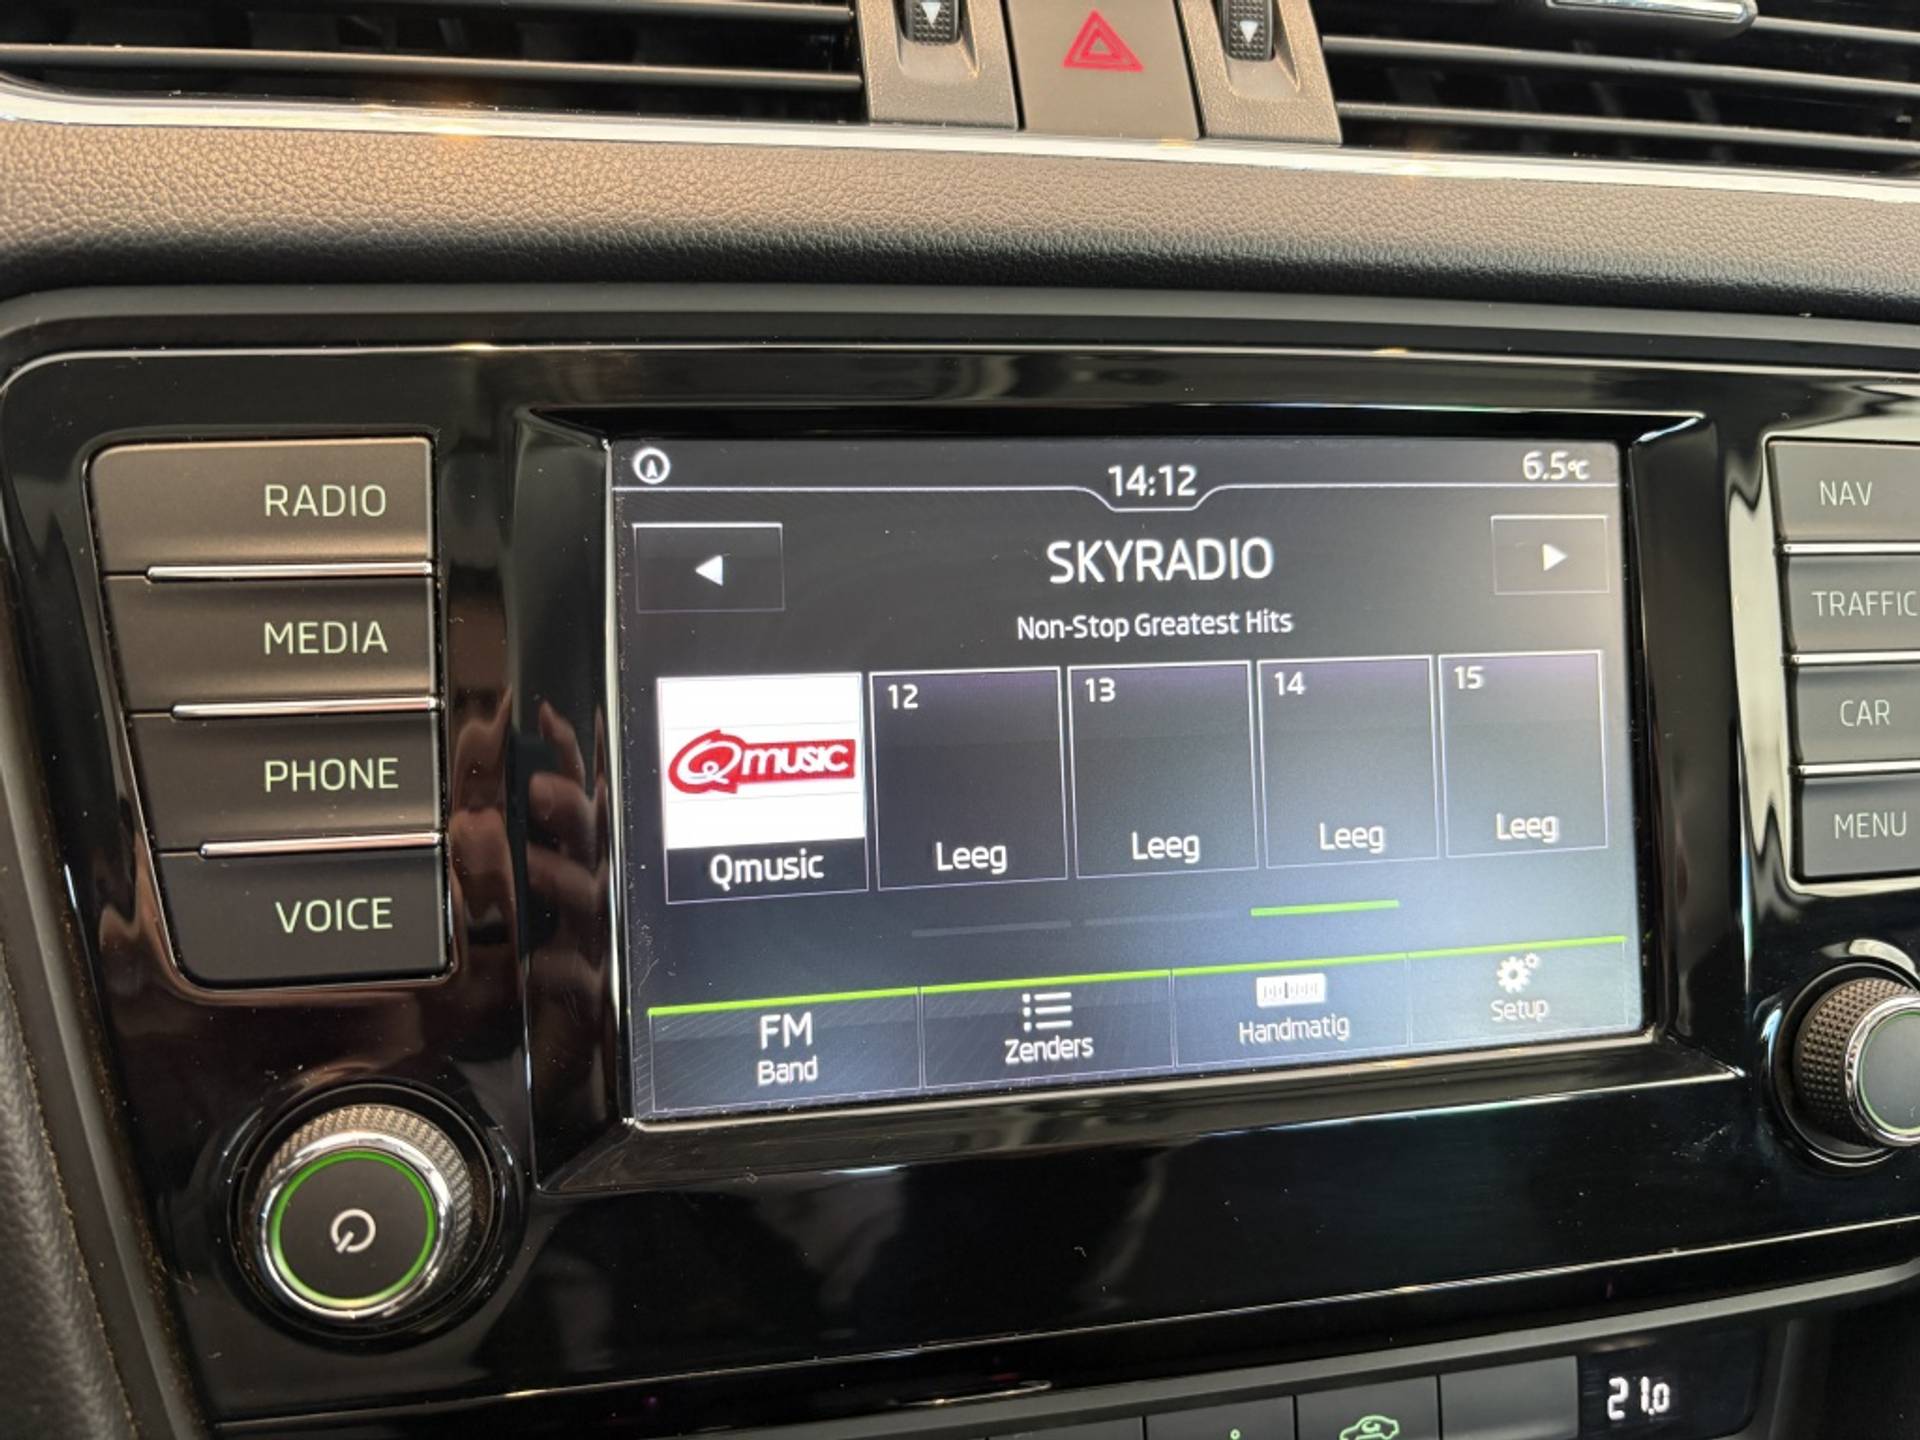 RADIO
MEDIA
PHONE
VOICE
14:12
6.5°C
SKYRADIO
Non-Stop Greatest Hits
Qmusic
Qmusic
12
Leeg
13
Leeg
14
Leeg
15
Leeg
FM
Band
Zenders
Handmatig
Setup
NAV
TRAFFIC
CAR
MENU
21.0